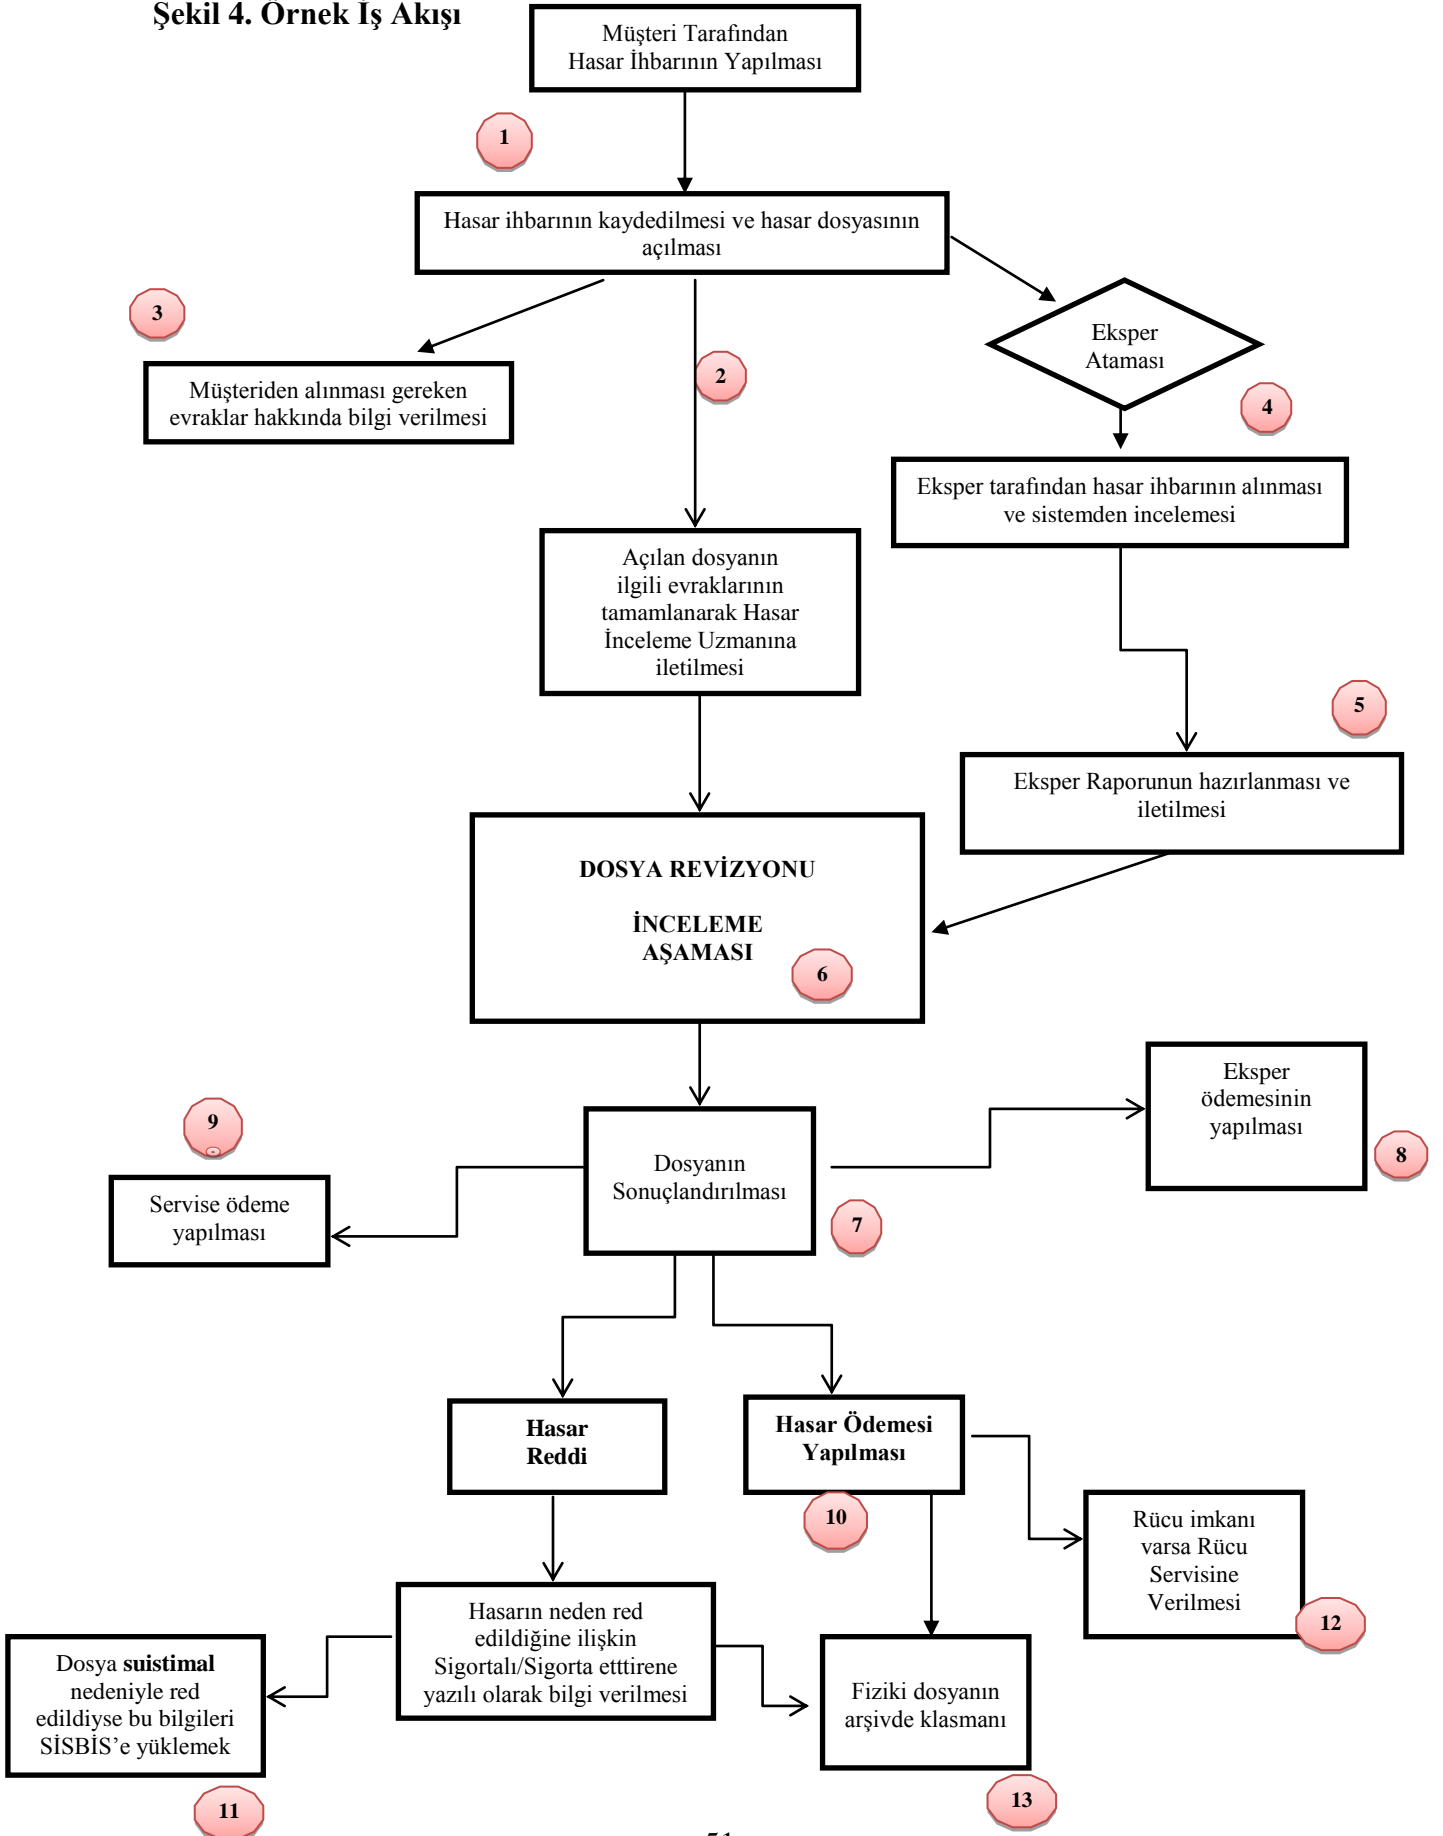 Şekil 4. Örnek İş Akışı
Müşteri Tarafından
Hasar İhbarının Yapılması
1
Hasar ihbarının kaydedilmesi ve hasar dosyasının
açılması
3
Müşteriden alınması gereken
evraklar hakkında bilgi verilmesi
2
Eksper
Ataması
4
Eksper tarafından hasar ihbarının alınması
ve sistemden incelemesi
Açılan dosyanın
ilgili evraklarının
tamamlanarak Hasar
İnceleme Uzmanına
iletilmesi
5
Eksper Raporunun hazırlanması ve
iletilmesi
DOSYA REVİZYONU
İNCELEME
AŞAMASI
6
Eksper
ödemesinin
yapılması
8
9
Servise ödeme
yapılması
Dosyanın
Sonuçlandırılması
7
Hasar
Reddi
Hasar Ödemesi
Yapılması
10
Rücu imkanı
varsa Rücu
Servisine
Verilmesi
12
Hasarın neden red
edildiğine ilişkin
Sigortalı/Sigorta etttirene
yazılı olarak bilgi verilmesi
Dosya suistimal
nedeniyle red
edildiyse bu bilgileri
SİSBİS’e yüklemek
11
Fiziki dosyanın
arşivde klasmanı
13
51